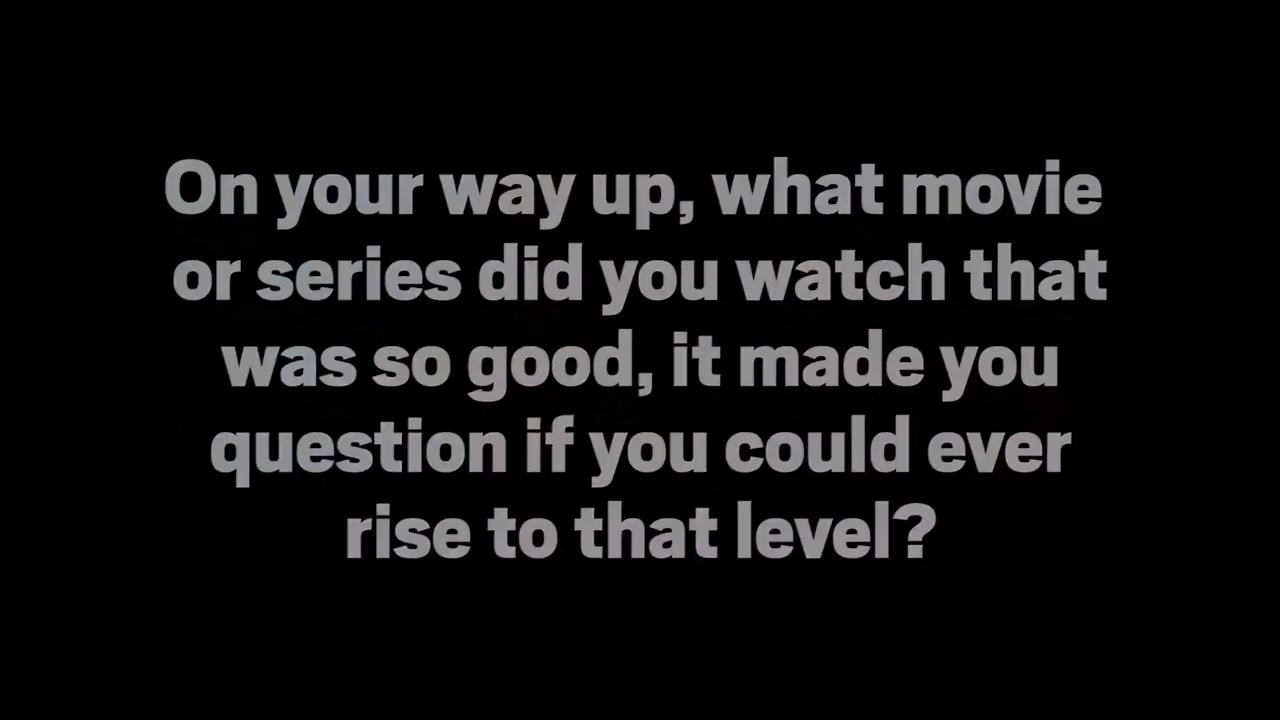 On your way up, what movie
or series did you watch that
was so good, it made you
question if you could ever
rise to that level?